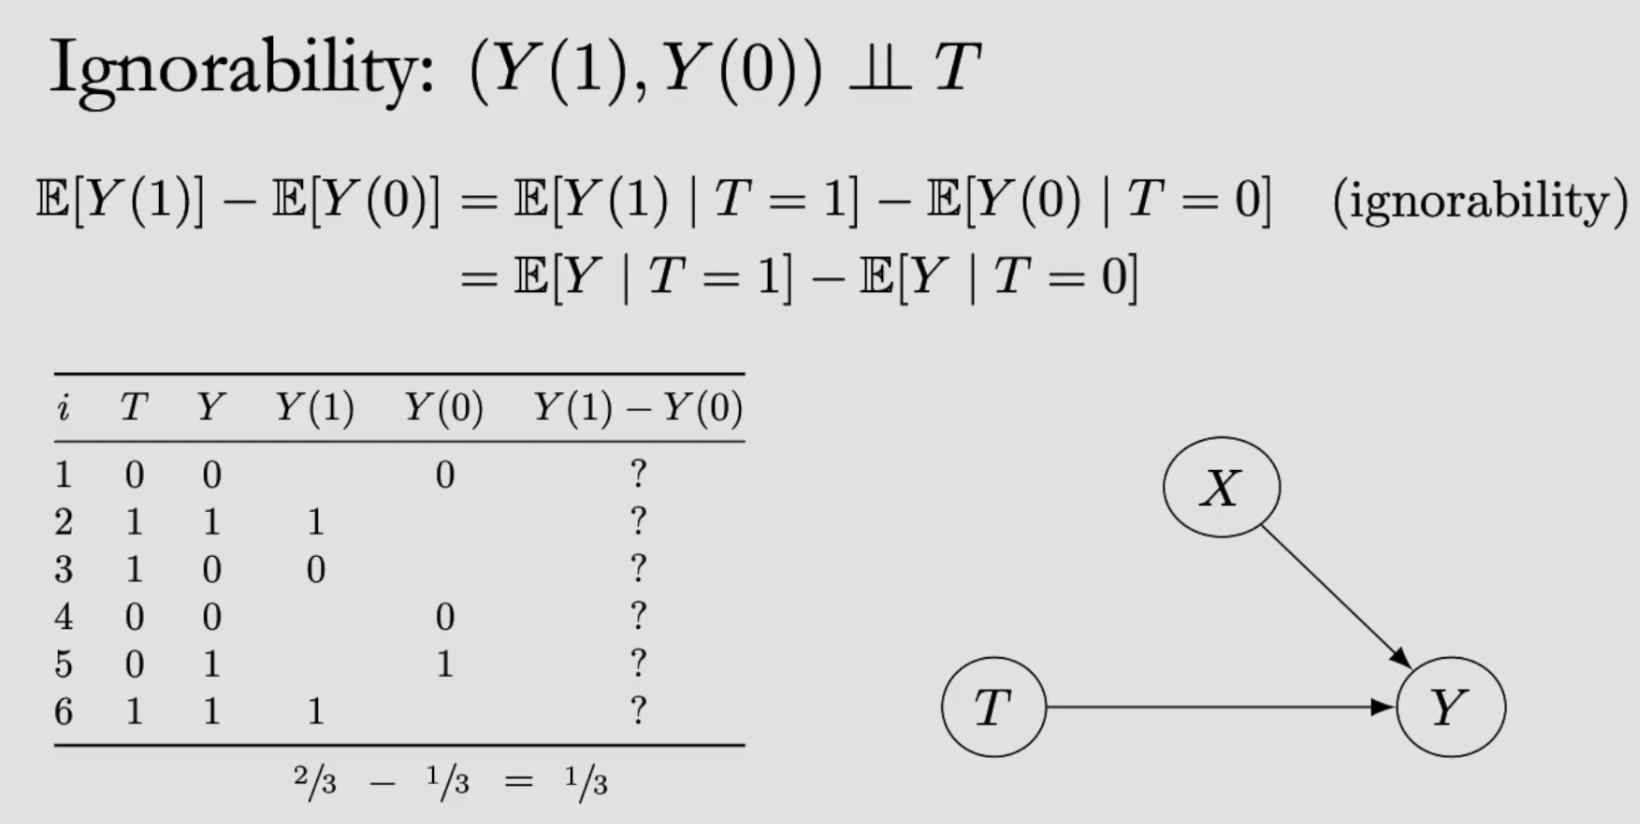 Ignorability: (Y(1), Y(0)) ⫫ T
𝔼[Y(1)] − 𝔼[Y(0)] = 𝔼[Y(1) | T = 1] − 𝔼[Y(0) | T = 0] (ignorability)
= 𝔼[Y | T = 1] − 𝔼[Y | T = 0]
i T Y Y(1) Y(0) Y(1) − Y(0)
1 0 0 0 ?
2 1 1 1 ?
3 1 0 0 ?
4 0 0 0 ?
5 0 1 1 ?
6 1 1 1 ?
2/3 − 1/3 = 1/3
X
T
Y